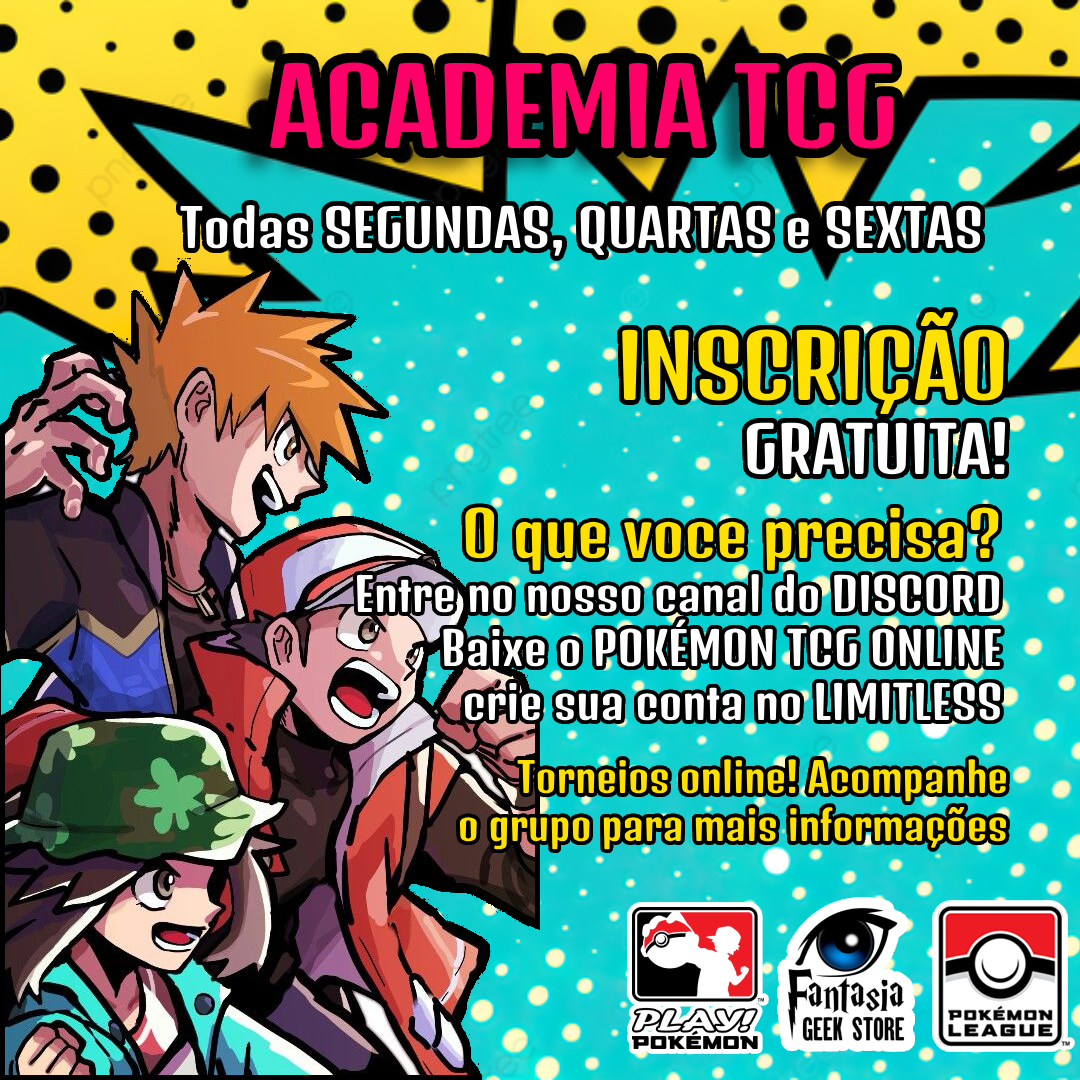 ACADEMIA TCG
Todas SEGUNDAS, QUARTAS e SEXTAS
INSCRIÇÃO
GRATUITA!
O que voce precisa?
Entre no nosso canal do DISCORD
Baixe o POKÉMON TCG ONLINE
crie sua conta no LIMITLESS
Torneios online! Acompanhe
o grupo para mais informações
PLAY!
POKÉMON
Fantasia
GEEK STORE
POKÉMON
LEAGUE